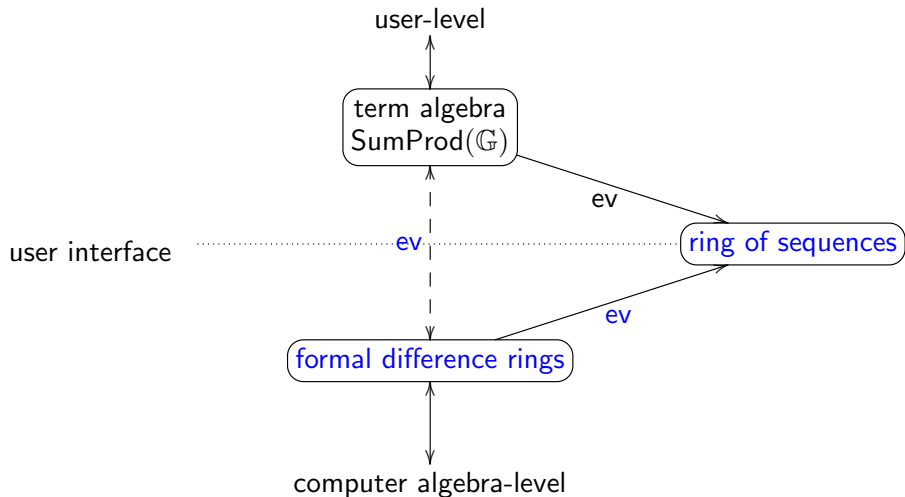 user-level
term algebra
SumProd(𝔾)
ev
ev
ring of sequences
user interface
ev
formal difference rings
computer algebra-level